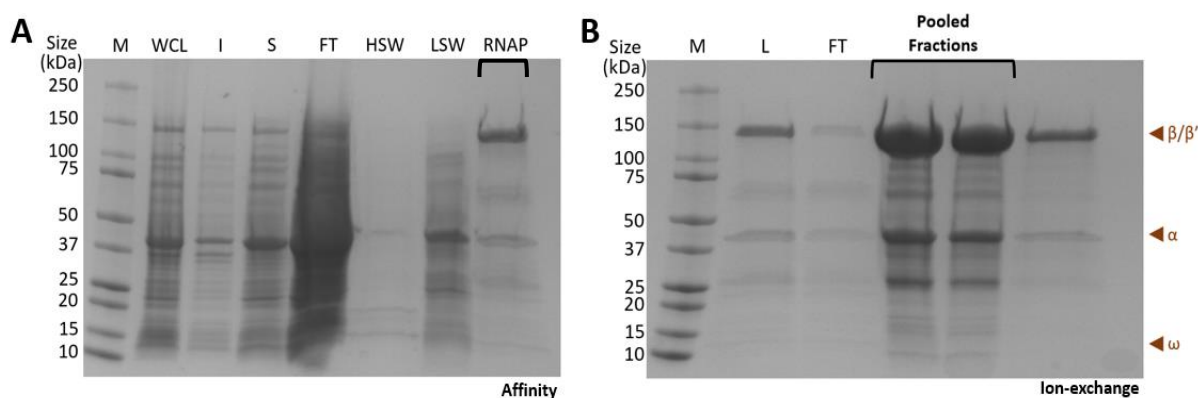 A
Size
(kDa)
M WCL I S FT HSW LSW RNAP
250
150
100
75
50
37
25
20
15
10
Affinity
B
Size
(kDa)
M L FT
Pooled
Fractions
250
150
100
75
50
37
25
20
15
10
β/β'
α
ω
Ion-exchange